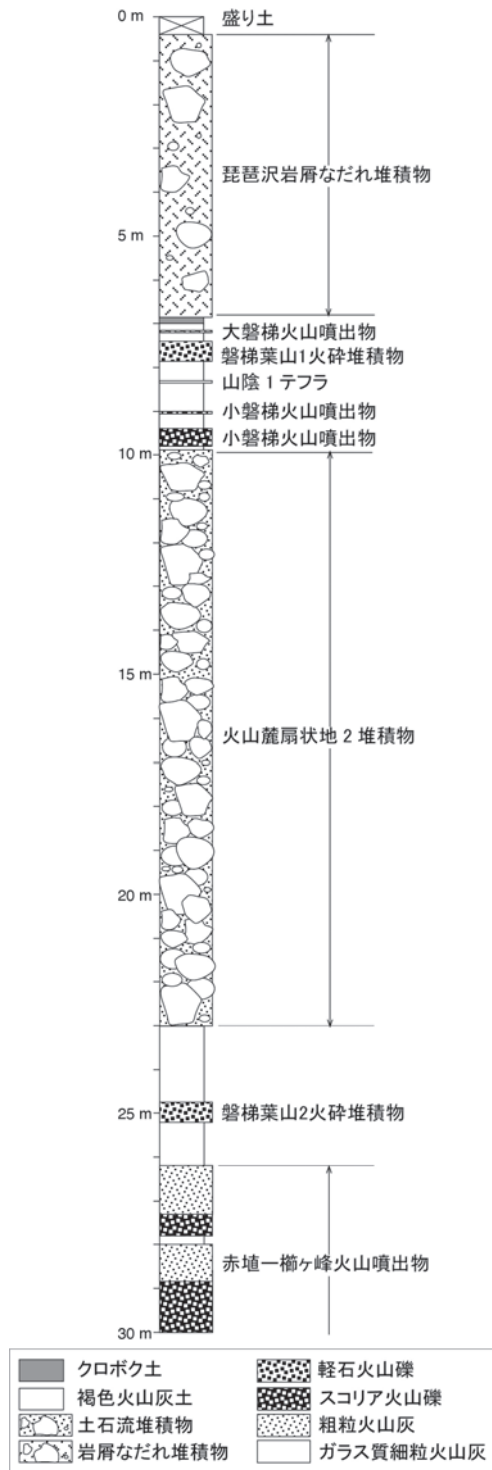 0 m
盛り土
琵琶沢岩屑なだれ堆積物
5 m
大磐梯火山噴出物
磐梯葉山1火砕堆積物
山陰1テフラ
小磐梯火山噴出物
小磐梯火山噴出物
10 m
15 m
火山麓扇状地2堆積物
20 m
25 m
磐梯葉山2火砕堆積物
赤埴一櫛ヶ峰火山噴出物
30 m
クロボク土
褐色火山灰土
土石流堆積物
岩屑なだれ堆積物
軽石火山礫
スコリア火山礫
粗粒火山灰
ガラス質細粒火山灰